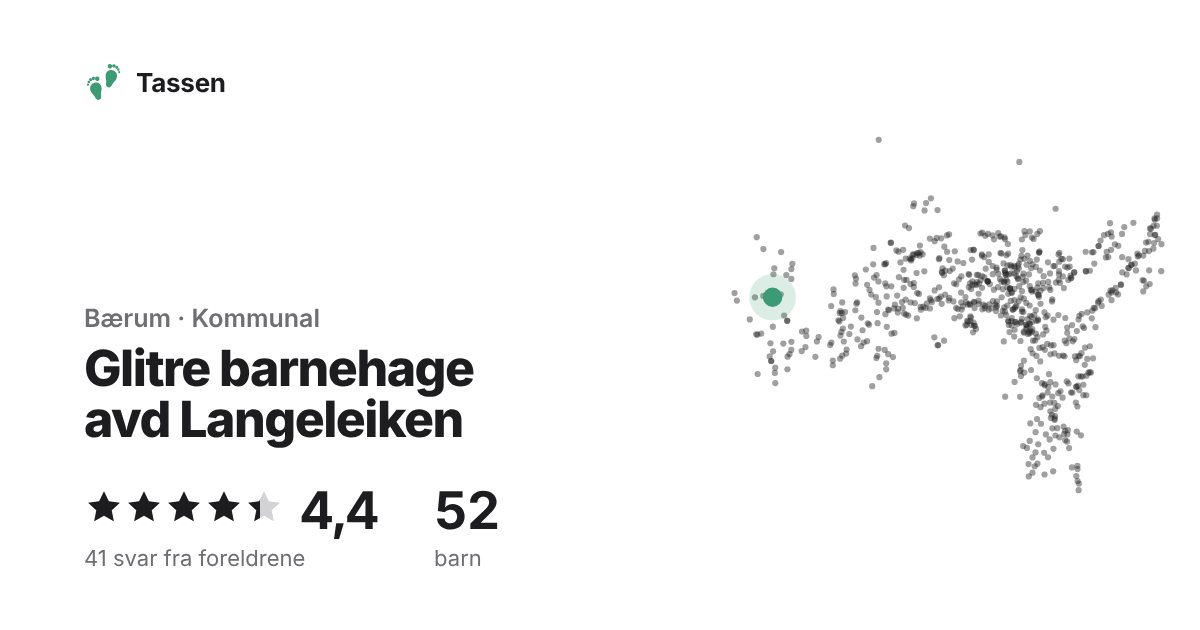 Tassen
Bærum · Kommunal
Glitre barnehage
avd Langeleiken
4,4
52
41 svar fra foreldrene
barn